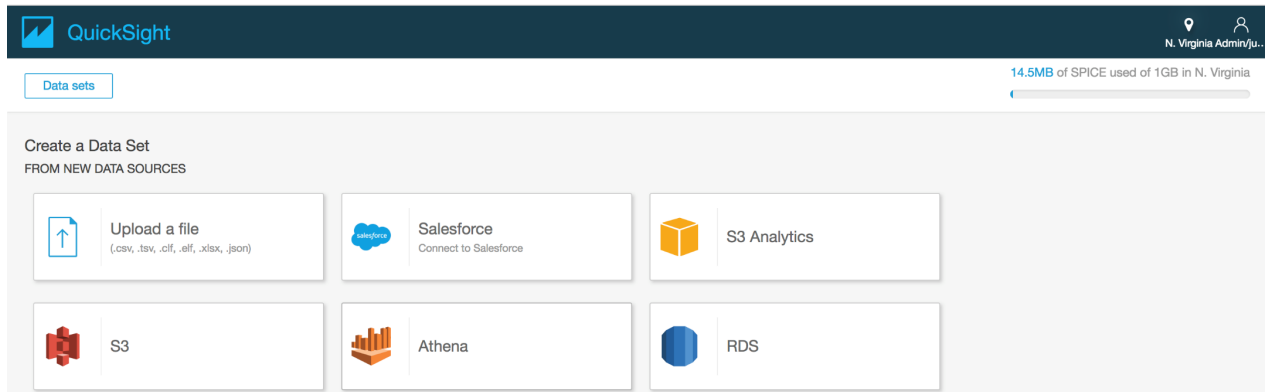 QuickSight
N. Virginia Admin/ju..
Data sets
14.5MB of SPICE used of 1GB in N. Virginia
Create a Data Set
FROM NEW DATA SOURCES
Upload a file
(.csv, .tsv, .clf, .elf, .xlsx, .json)
salesforce
Salesforce
Connect to Salesforce
S3 Analytics
S3
Athena
RDS